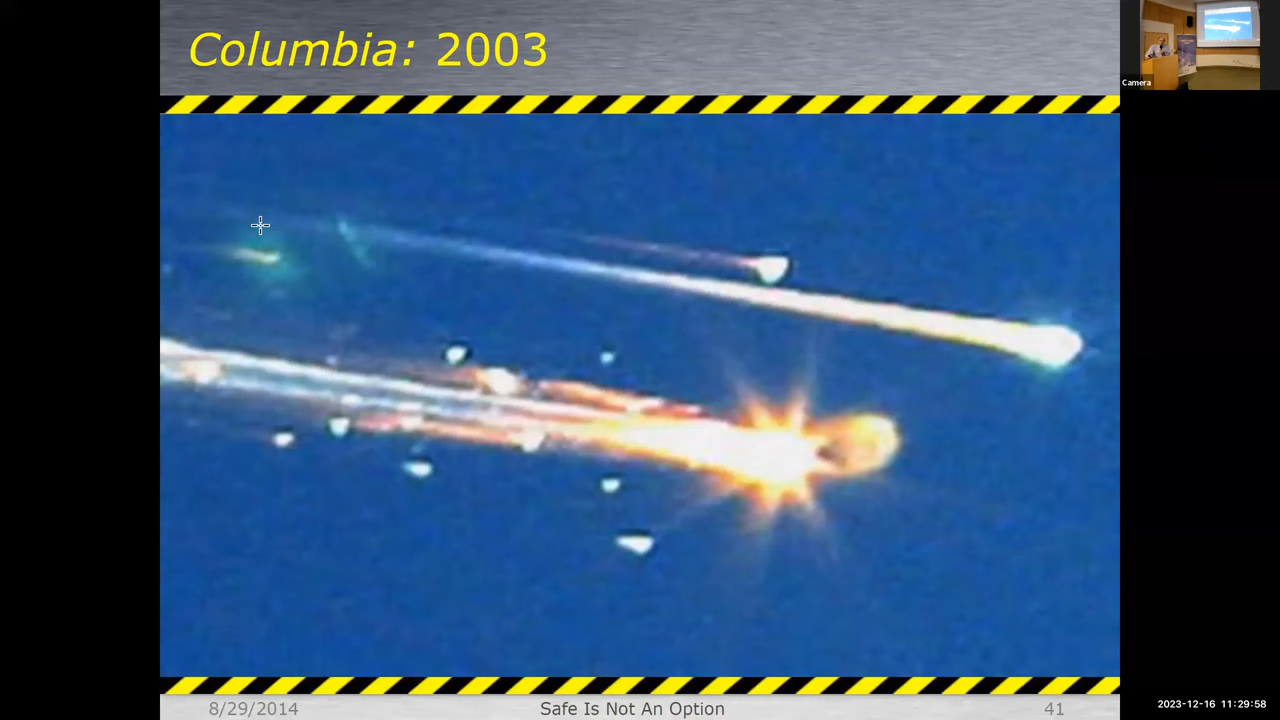 Columbia: 2003
Camera
8/29/2014
Safe Is Not An Option
41
2023-12-16 11:29:58